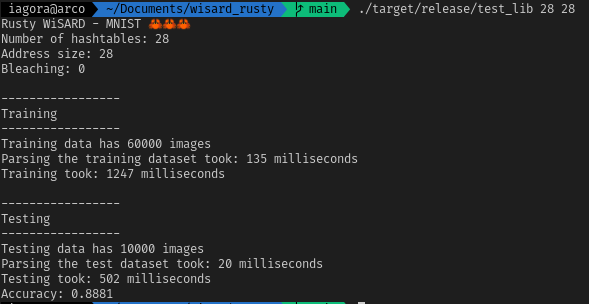 iagora@arco ~/Documents/wisard_rusty main ./target/release/test_lib 28 28
Rusty WiSARD - MNIST 🦀🦀🦀
Number of hashtables: 28
Address size: 28
Bleaching: 0
-----------------
Training
-----------------
Training data has 60000 images
Parsing the training dataset took: 135 milliseconds
Training took: 1247 milliseconds
-----------------
Testing
-----------------
Testing data has 10000 images
Parsing the test dataset took: 20 milliseconds
Testing took: 502 milliseconds
Accuracy: 0.8881